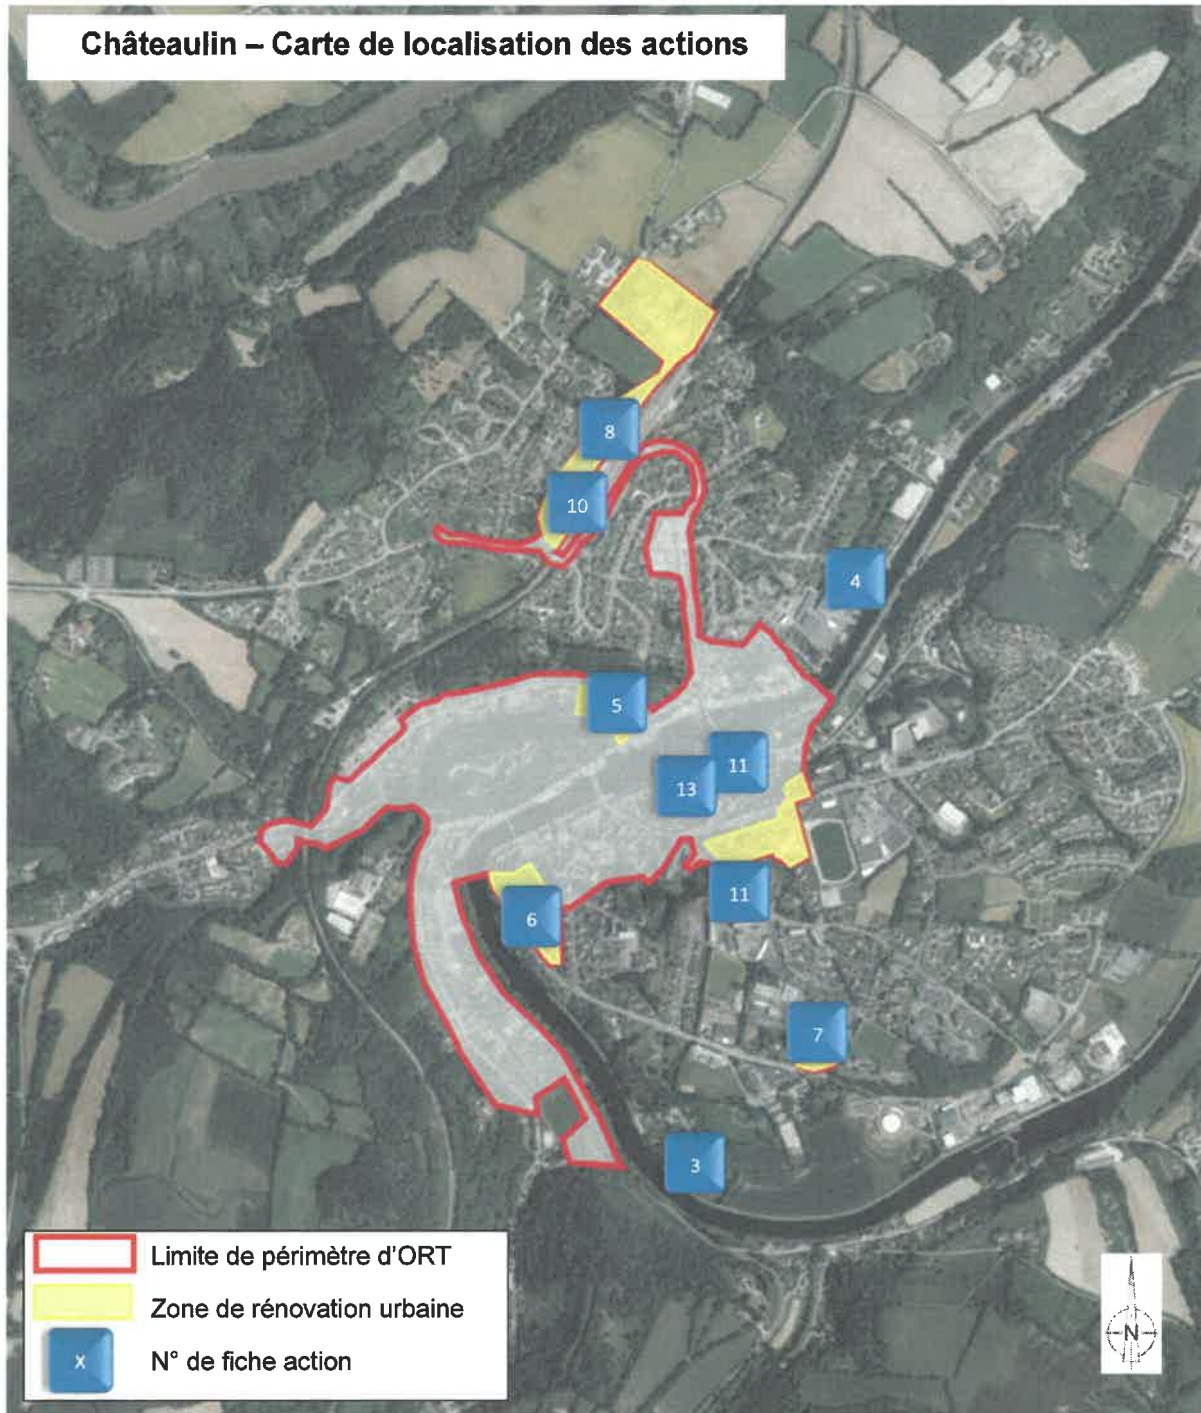 Châteaulin – Carte de localisation des actions
8
10
4
5
11
13
11
6
7
3
Limite de périmètre d'ORT
Zone de rénovation urbaine
X N° de fiche action
N